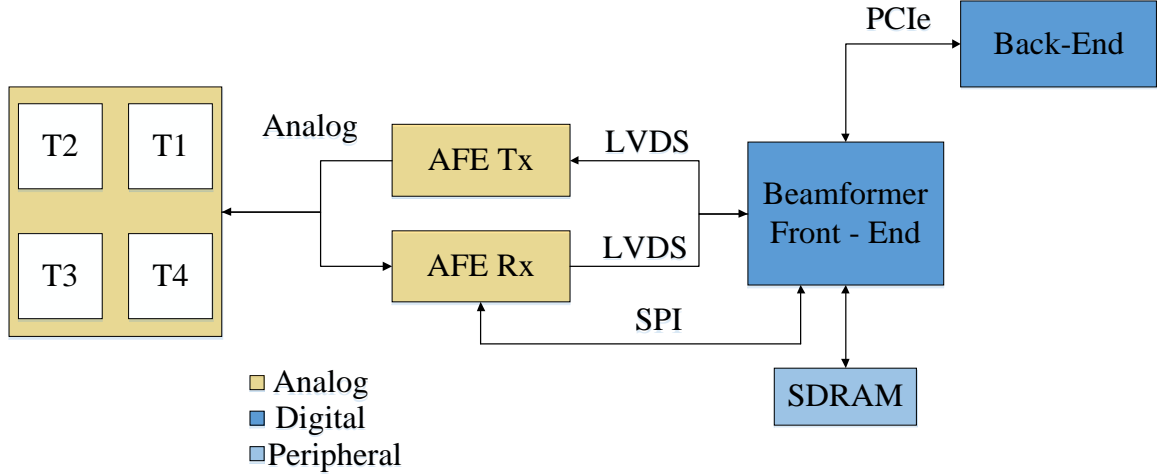 PCIe
Back-End
T2
T1
Analog
AFE Tx
LVDS
Beamformer
Front - End
T3
T4
AFE Rx
LVDS
SPI
SDRAM
Analog
Digital
Peripheral